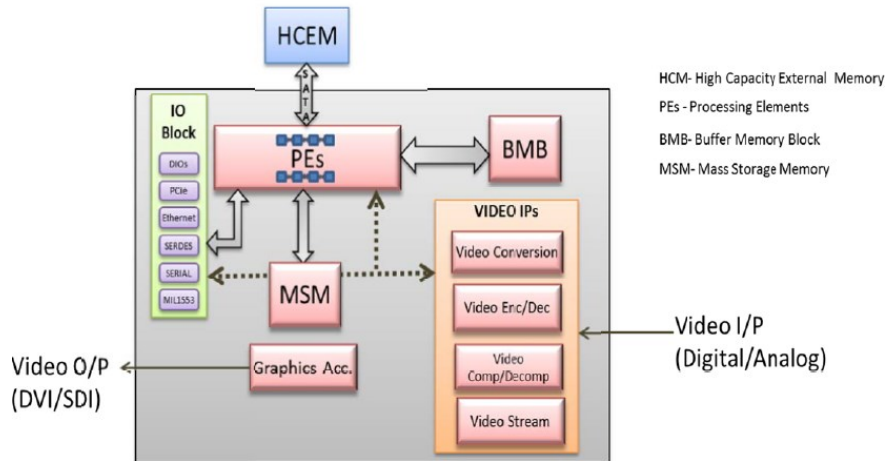 HCEM
SATA
IO
Block
DIOs
PCIe
Ethernet
SERDES
SERIAL
MIL1553
PEs
BMB
MSM
Graphics Acc.
VIDEO IPs
Video Conversion
Video Enc/Dec
Video
Comp/Decomp
Video Stream
HCM- High Capacity External Memory
PEs - Processing Elements
BMB- Buffer Memory Block
MSM- Mass Storage Memory
Video I/P
(Digital/Analog)
Video O/P
(DVI/SDI)